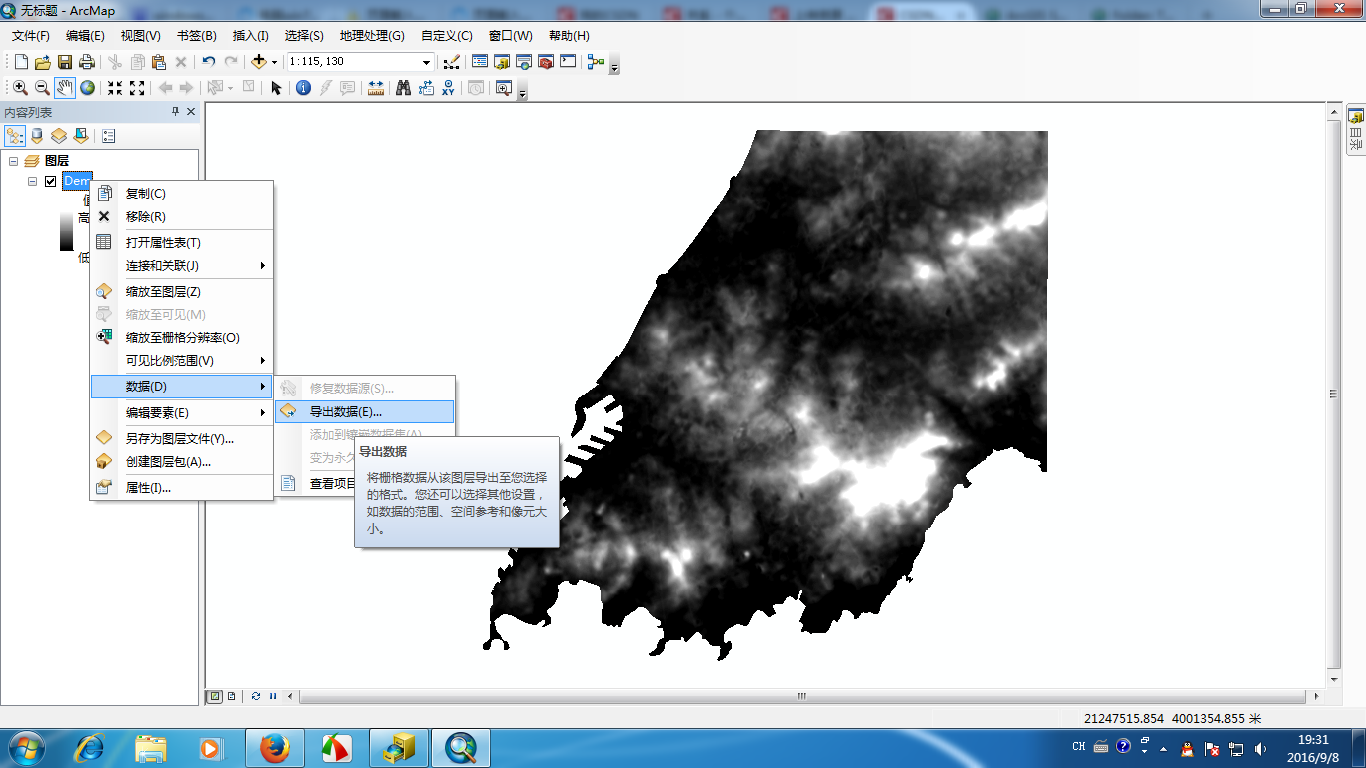 无标题 - ArcMap
文件(F) 编辑(E) 视图(V) 书签(B) 插入(I) 选择(S) 地理处理(G) 自定义(C) 窗口(W) 帮助(H)
1:115,130
内容列表
图层
Dem
高
低
复制(C)
移除(R)
打开属性表(T)
连接和关联(J)
缩放至图层(Z)
缩放至可见(M)
缩放至栅格分辨率(O)
可见比例范围(V)
数据(D)
编辑要素(E)
另存为图层文件(Y)...
创建图层包(A)...
属性(I)...
修复数据源(S)...
导出数据(E)...
添加到镶嵌数据集(A)...
变为永久
查看项目
导出数据
将栅格数据从该图层导出至您选择
的格式。您还可以选择其他设置，
如数据的范围、空间参考和像元大
小。
目录
21247515.854 4001354.855 米
CH
19:31
2016/9/8